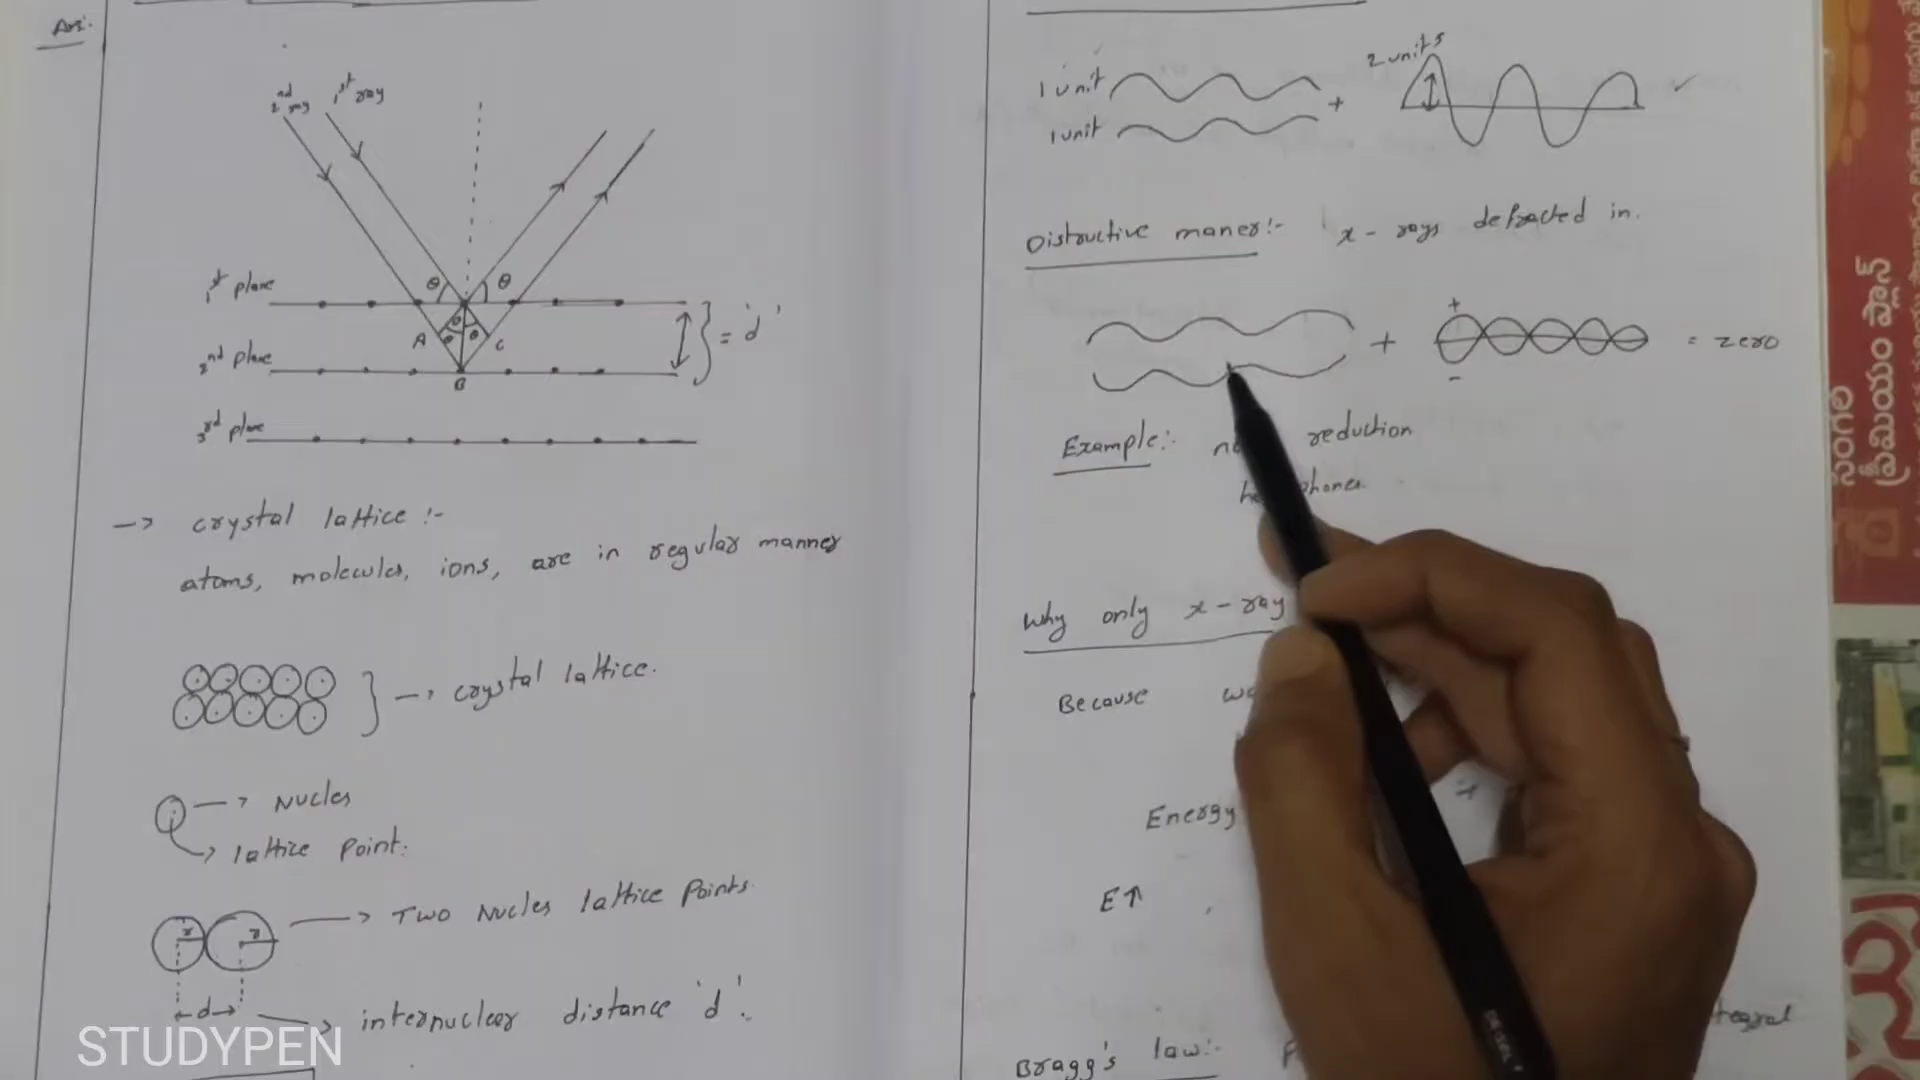 Ans:
2nd ray 1st ray
θ θ
1st plane
A θ θ θ C
= 'd'
2nd plane
B
3rd plane
-> crystal lattice :-
atoms, molecules, ions, are in regular manner
-> crystal lattice.
-> Nucles
-> lattice point.
r r -> Two Nucles lattice points
d -> internuclear distance 'd'.
STUDYPEN
1 unit + 2 units
1 unit
Distructive maner:- x-rays defracted in.
+ + - = zero
Example:- reduction
Why only x-ray
Because
Energy
E↑
Bragg's law:-
సంగతి
ప్రీమియం ప్లాన్